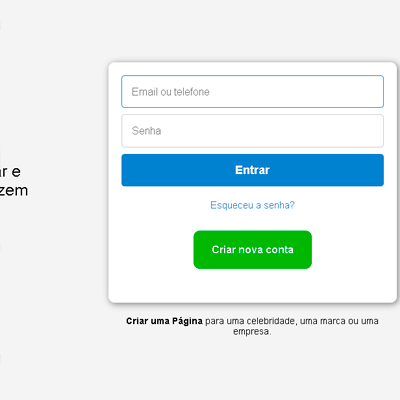 Email ou telefone
Senha
r e
zem
Entrar
Esqueceu a senha?
Criar nova conta
Criar uma Página para uma celebridade, uma marca ou uma
empresa.